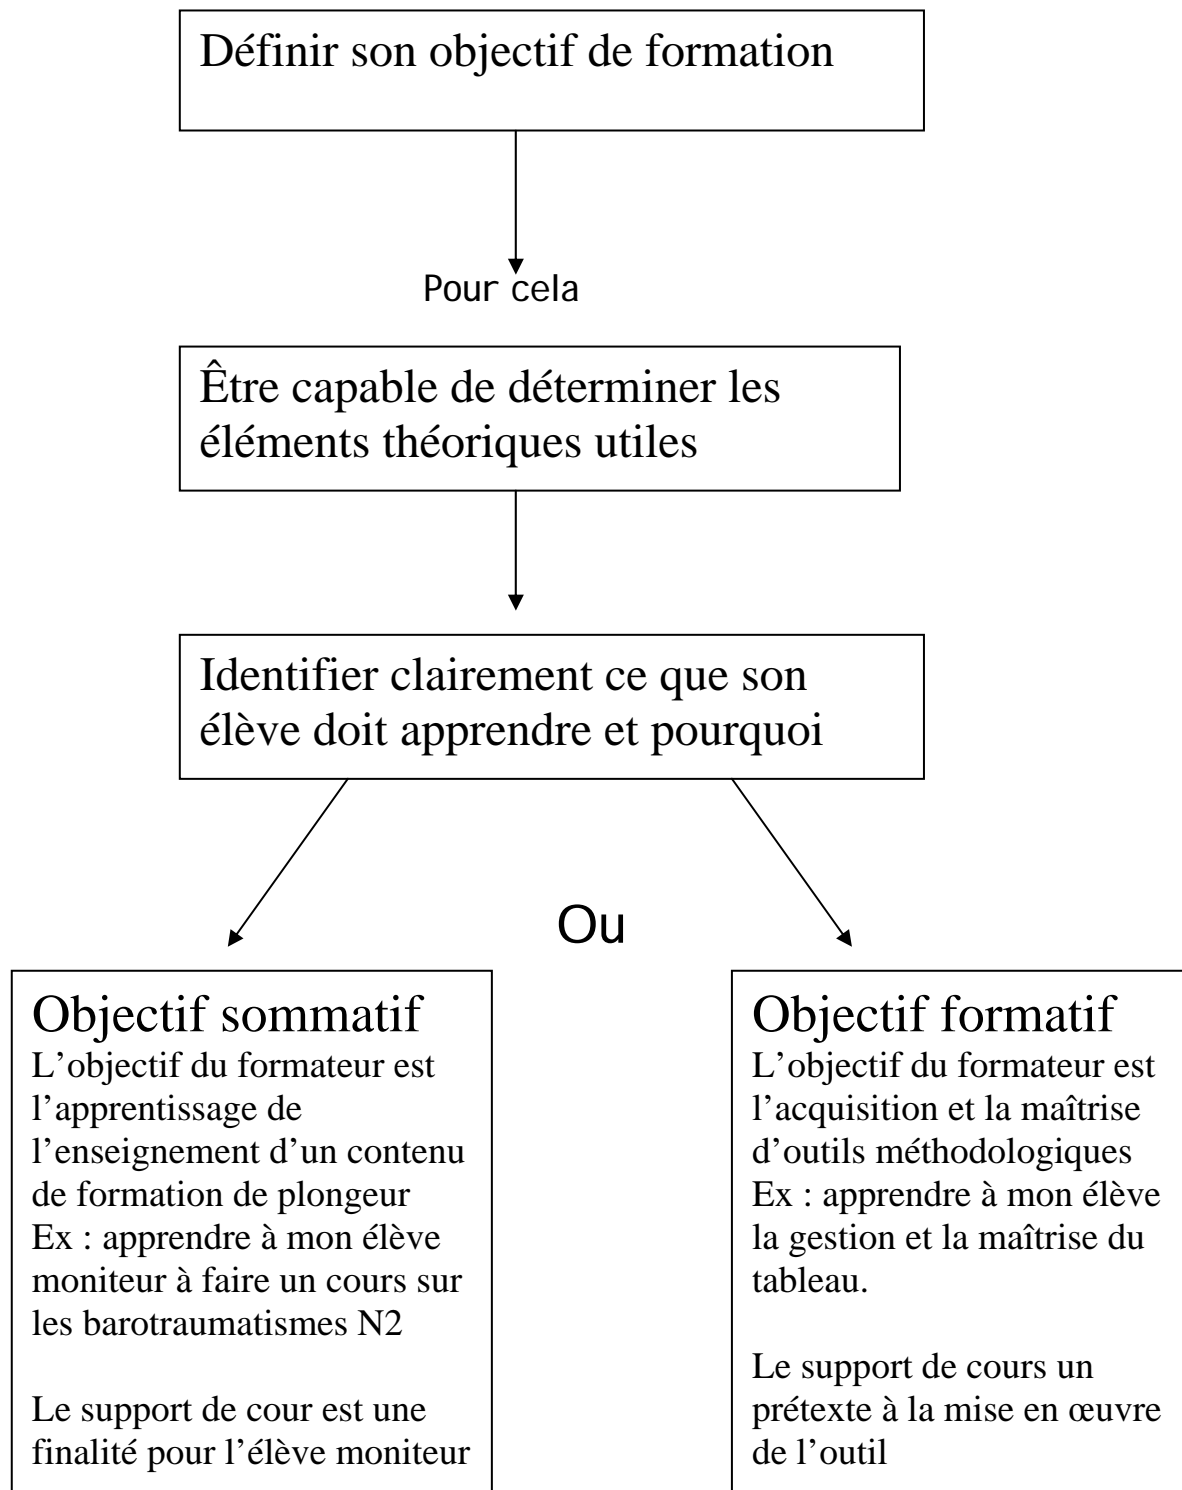 Définir son objectif de formation
Pour cela
Être capable de déterminer les
éléments théoriques utiles
Identifier clairement ce que son
élève doit apprendre et pourquoi
Ou
Objectif sommatif
L’objectif du formateur est
l’apprentissage de
l’enseignement d’un contenu
de formation de plongeur
Ex : apprendre à mon élève
moniteur à faire un cours sur
les barotraumatismes N2
Le support de cour est une
finalité pour l’élève moniteur
Objectif formatif
L’objectif du formateur est
l’acquisition et la maîtrise
d’outils méthodologiques
Ex : apprendre à mon élève
la gestion et la maîtrise du
tableau.
Le support de cours un
prétexte à la mise en œuvre
de l’outil